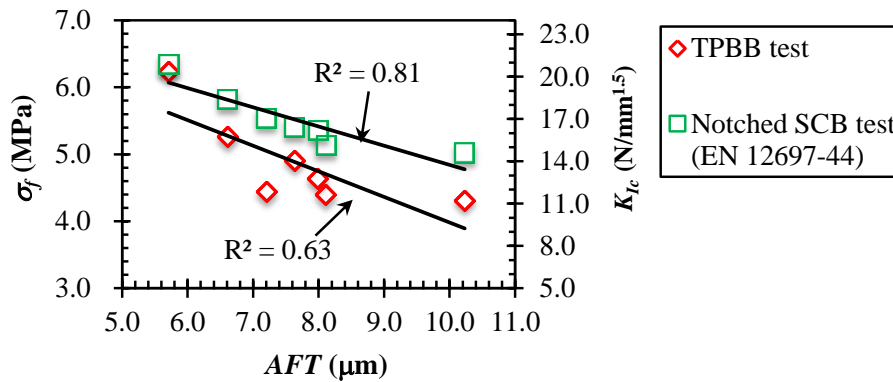 7.0
6.0
5.0
4.0
3.0
σf (MPa)
23.0
20.0
17.0
14.0
11.0
8.0
5.0
KIc (N/mm1.5)
R² = 0.81
R² = 0.63
5.0 6.0 7.0 8.0 9.0 10.0 11.0
AFT (μm)
TPBB test
Notched SCB test
(EN 12697-44)